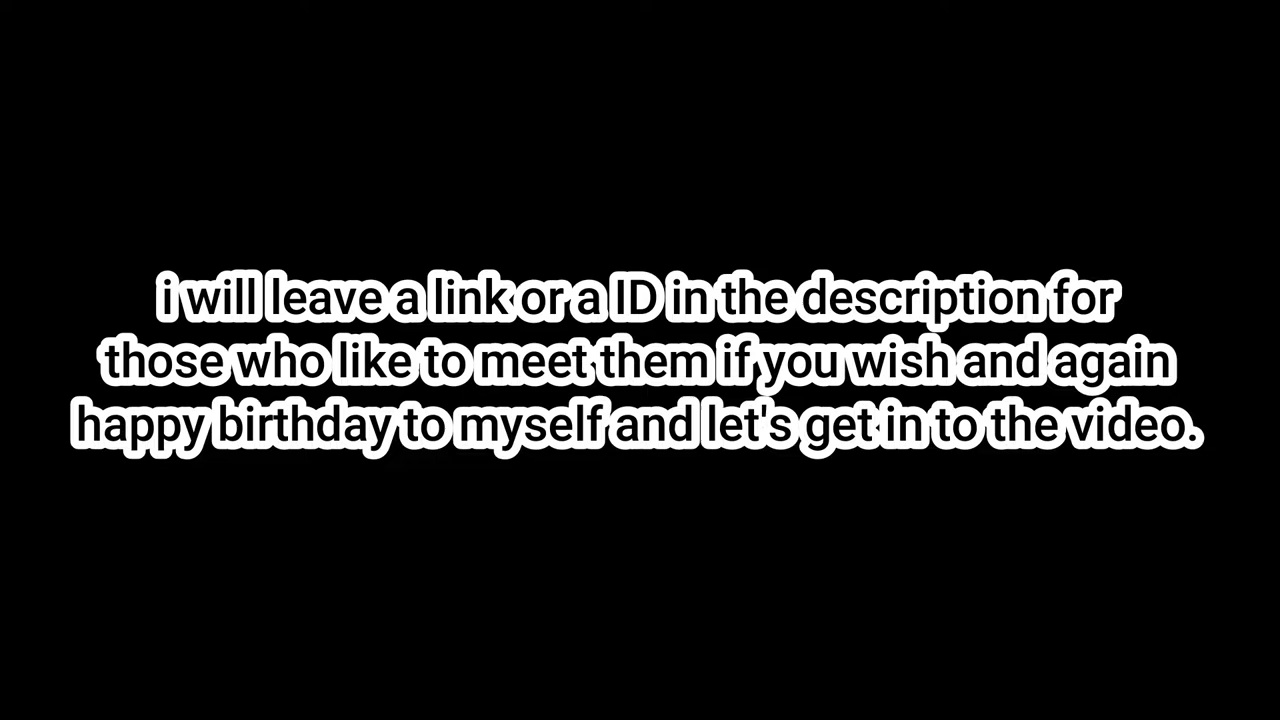 i will leave a link or a ID in the description for
those who like to meet them if you wish and again
happy birthday to myself and let's get in to the video.